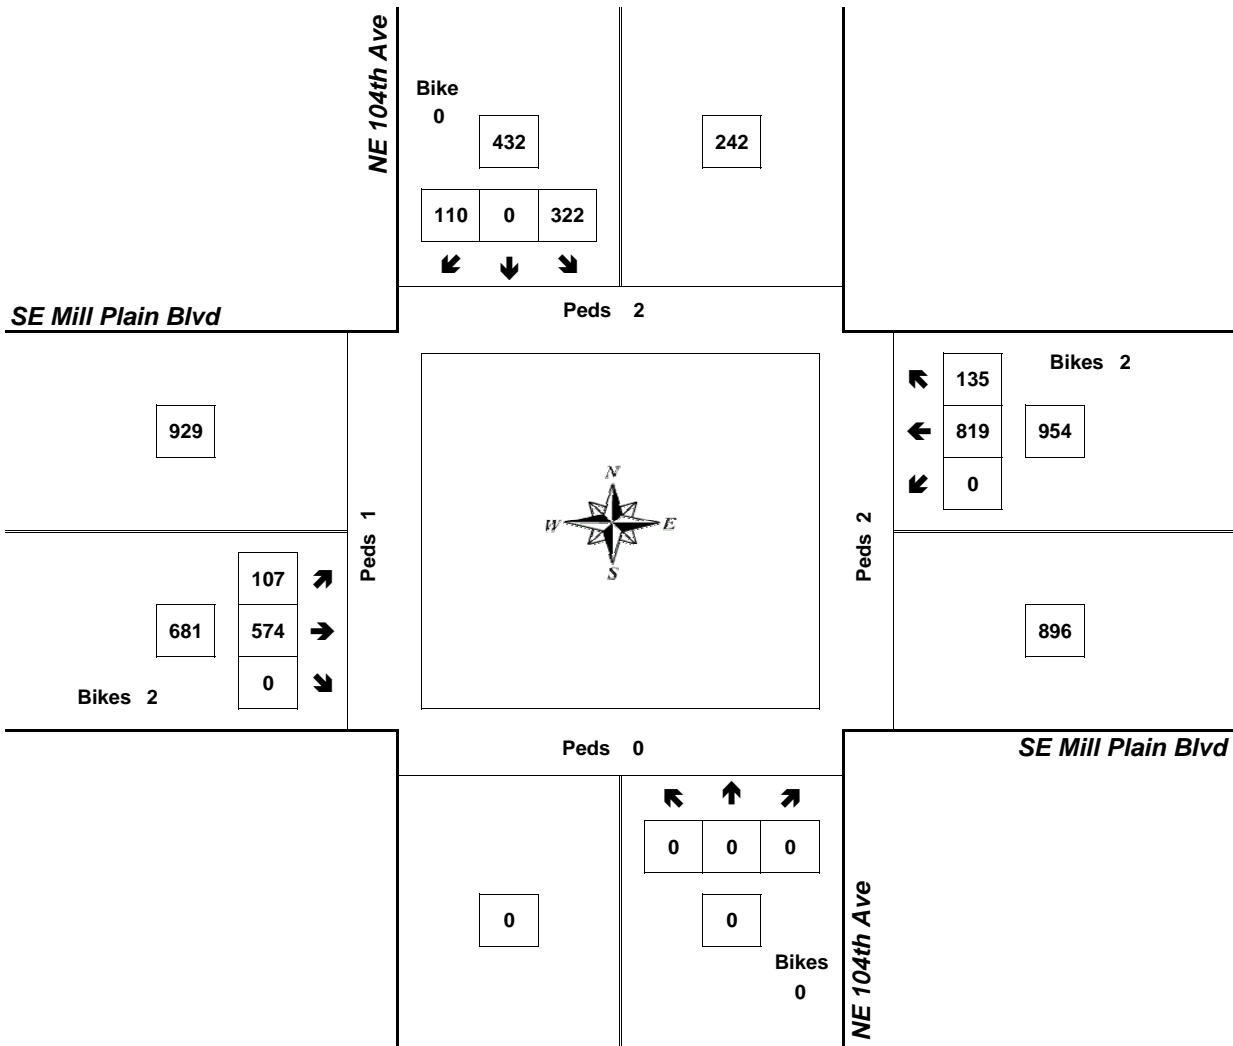 NE 104th Ave
Bike
0
432
242
110 0 322
SE Mill Plain Blvd
Peds 2
135
Bikes 2
929
819 954
0
N
W E
S
Peds 1
Peds 2
107
681 574
896
0
Bikes 2
Peds 0
SE Mill Plain Blvd
0 0 0
0
0
Bikes
0
NE 104th Ave